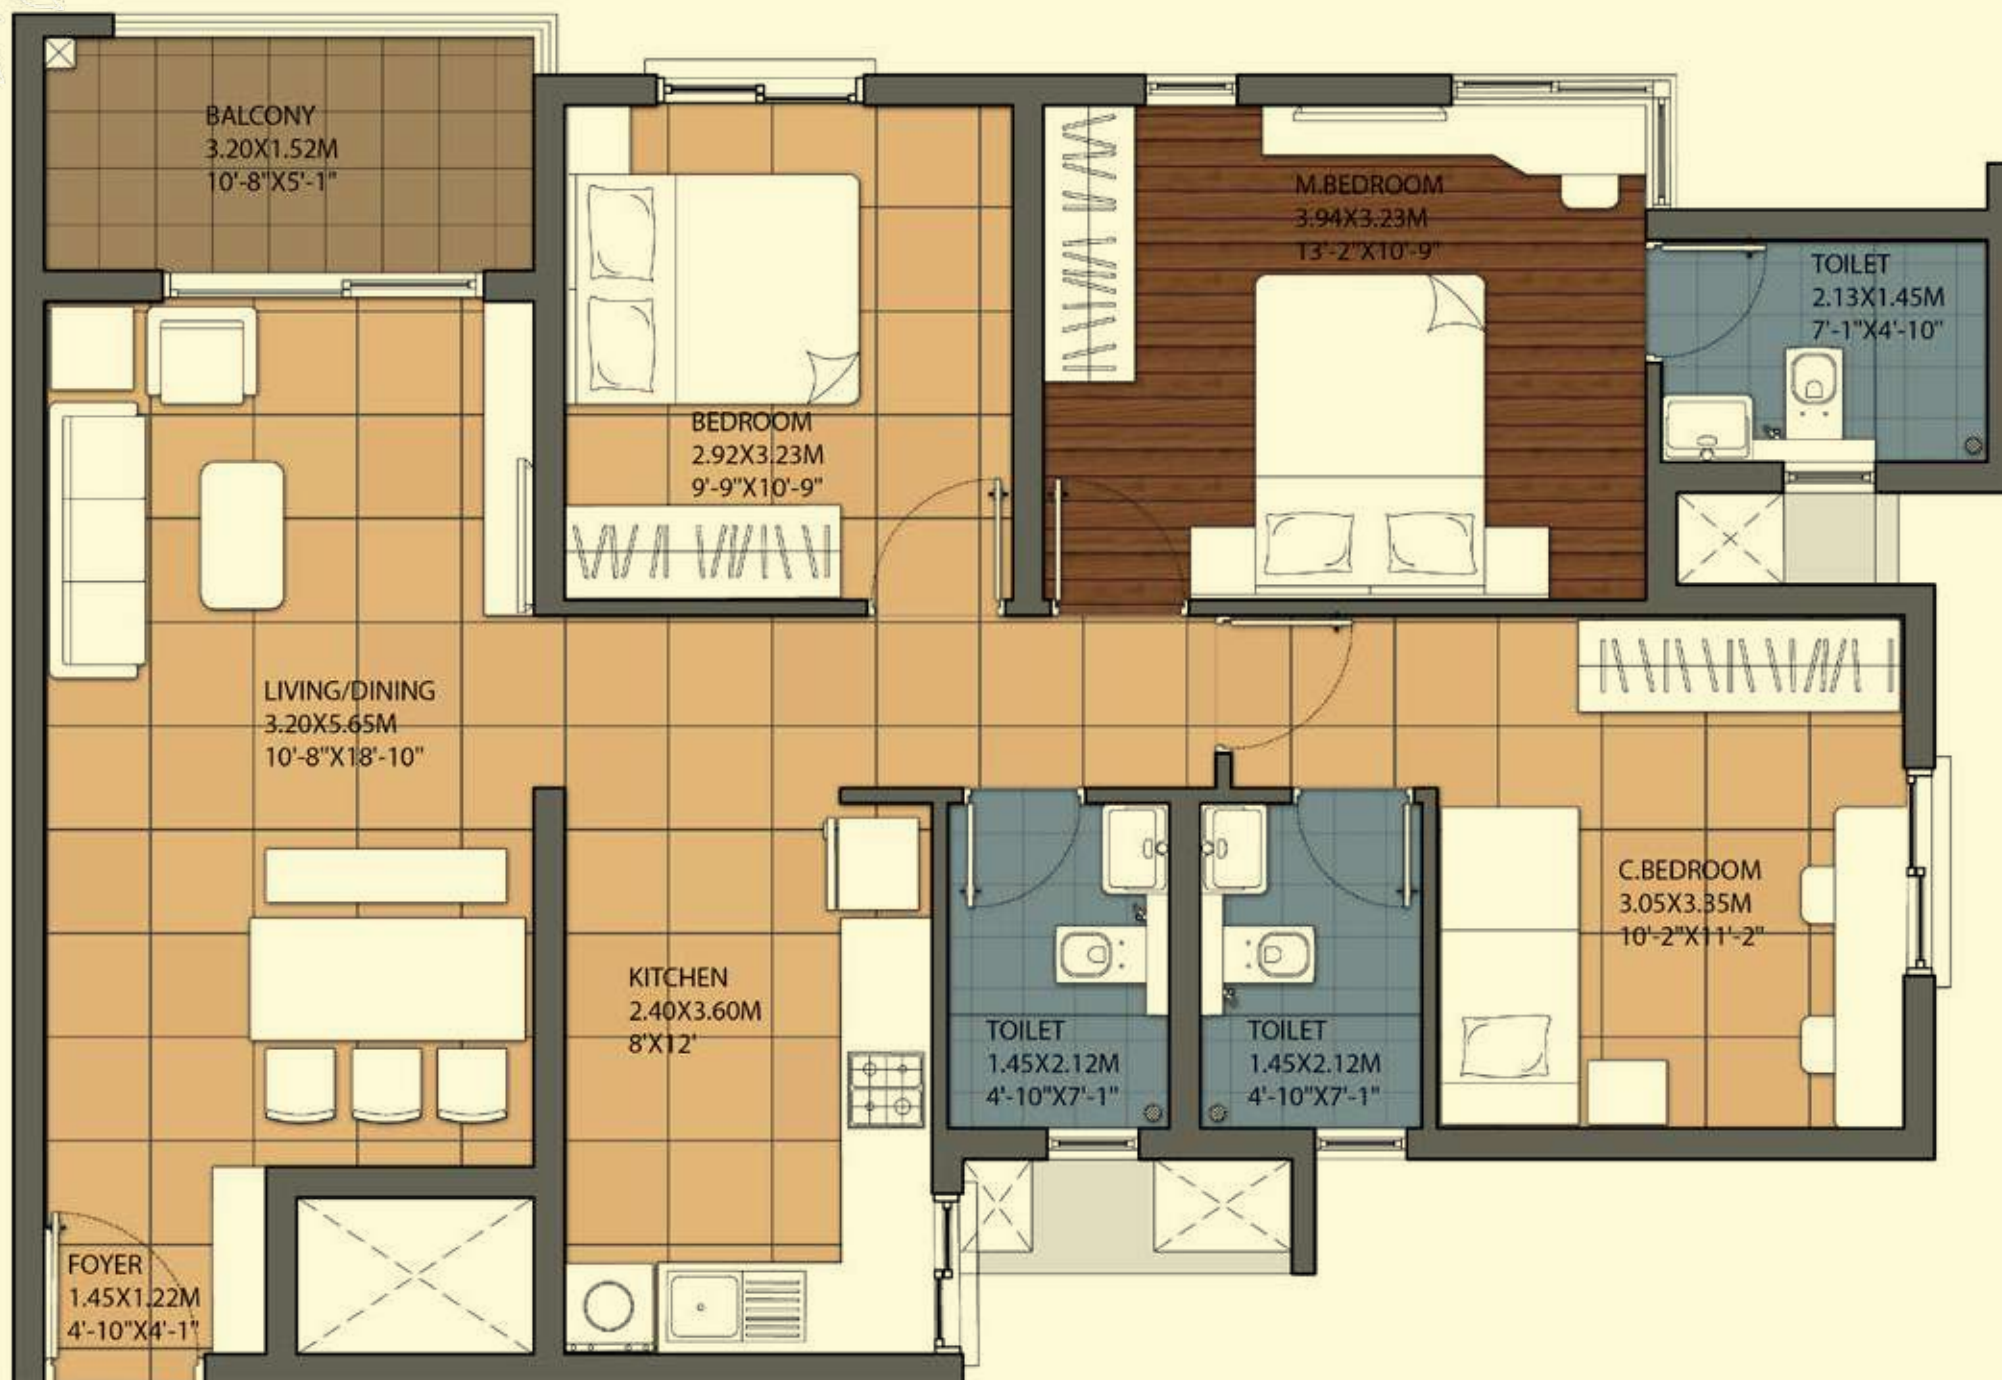 BALCONY
3.20X1.52M
10'-8"X5'-1"
M.BEDROOM
3.94X3.23M
13'-2"X10'-9"
TOILET
2.13X1.45M
7'-1"X4'-10"
BEDROOM
2.92X3.23M
9'-9"X10'-9"
LIVING/DINING
3.20X5.65M
10'-8"X18'-10"
C.BEDROOM
3.05X3.35M
10'-2"X11'-2"
KITCHEN
2.40X3.60M
8'X12'
TOILET
1.45X2.12M
4'-10"X7'-1"
TOILET
1.45X2.12M
4'-10"X7'-1"
FOYER
1.45X1.22M
4'-10"X4'-1"